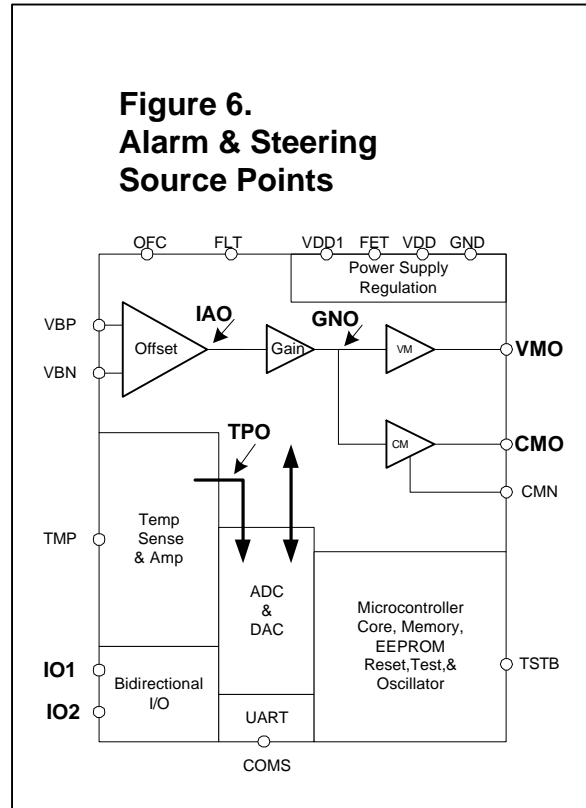 Figure 6.
Alarm & Steering
Source Points
OFC
FLT
VDD1
FET
VDD
GND
Power Supply
Regulation
VBP
VBN
Offset
IAO
Gain
GNO
VM
VMO
CM
CMO
CMN
TPO
TMP
Temp
Sense
& Amp
ADC
&
DAC
Microcontroller
Core, Memory,
EEPROM
Reset,Test,&
Oscillator
TSTB
IO1
IO2
Bidirectional
I/O
UART
COMS